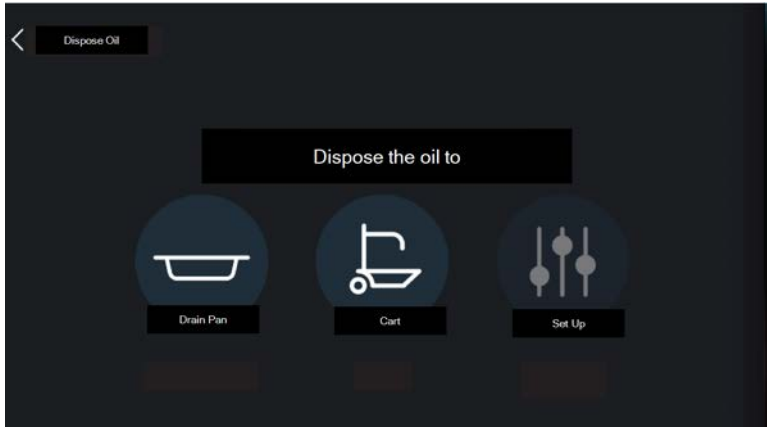 Dispose Oil
Dispose the oil to
Drain Pan
Cart
Set Up